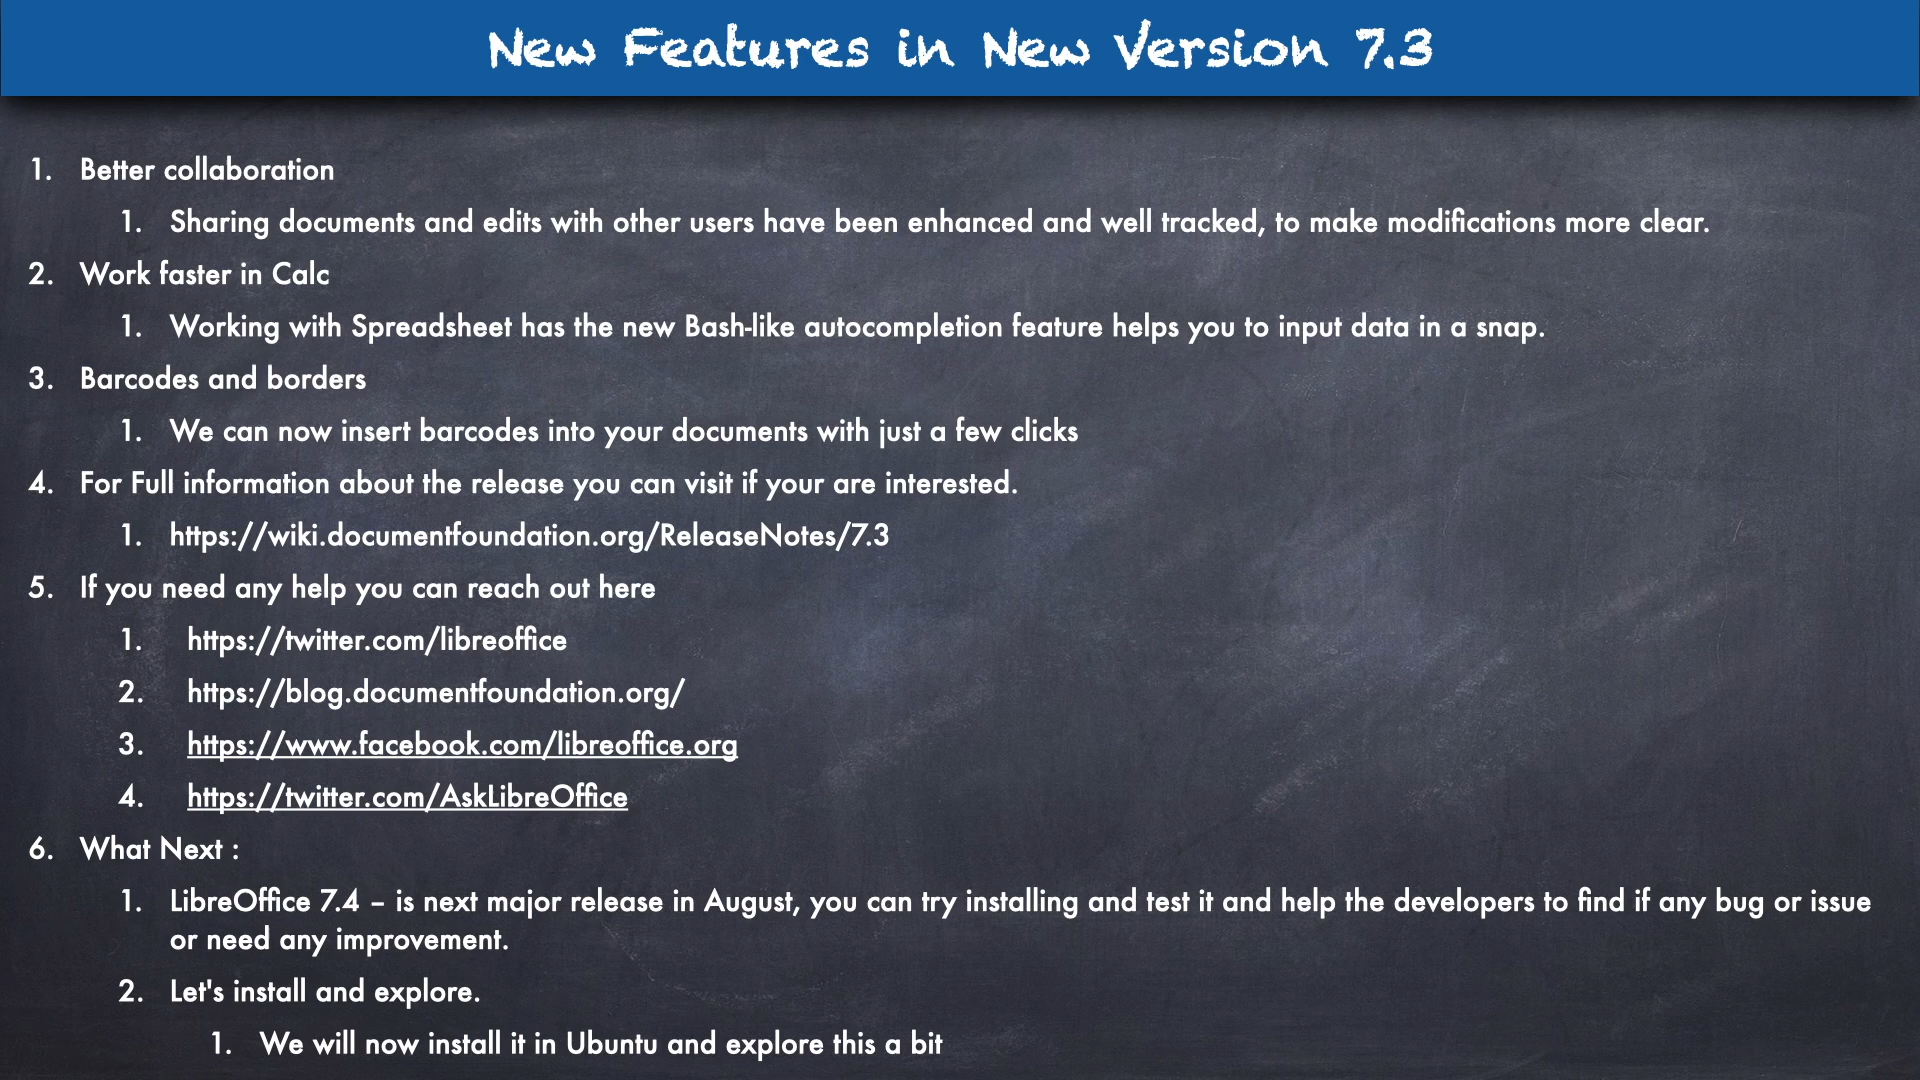 New Features in New Version 7.3
1. Better collaboration
1. Sharing documents and edits with other users have been enhanced and well tracked, to make modifications more clear.
2. Work faster in Calc
1. Working with Spreadsheet has the new Bash-like autocompletion feature helps you to input data in a snap.
3. Barcodes and borders
1. We can now insert barcodes into your documents with just a few clicks
4. For Full information about the release you can visit if your are interested.
1. https://wiki.documentfoundation.org/ReleaseNotes/7.3
5. If you need any help you can reach out here
1. https://twitter.com/libreoffice
2. https://blog.documentfoundation.org/
3. https://www.facebook.com/libreoffice.org
4. https://twitter.com/AskLibreOffice
6. What Next :
1. LibreOffice 7.4 – is next major release in August, you can try installing and test it and help the developers to find if any bug or issue
or need any improvement.
2. Let's install and explore.
1. We will now install it in Ubuntu and explore this a bit